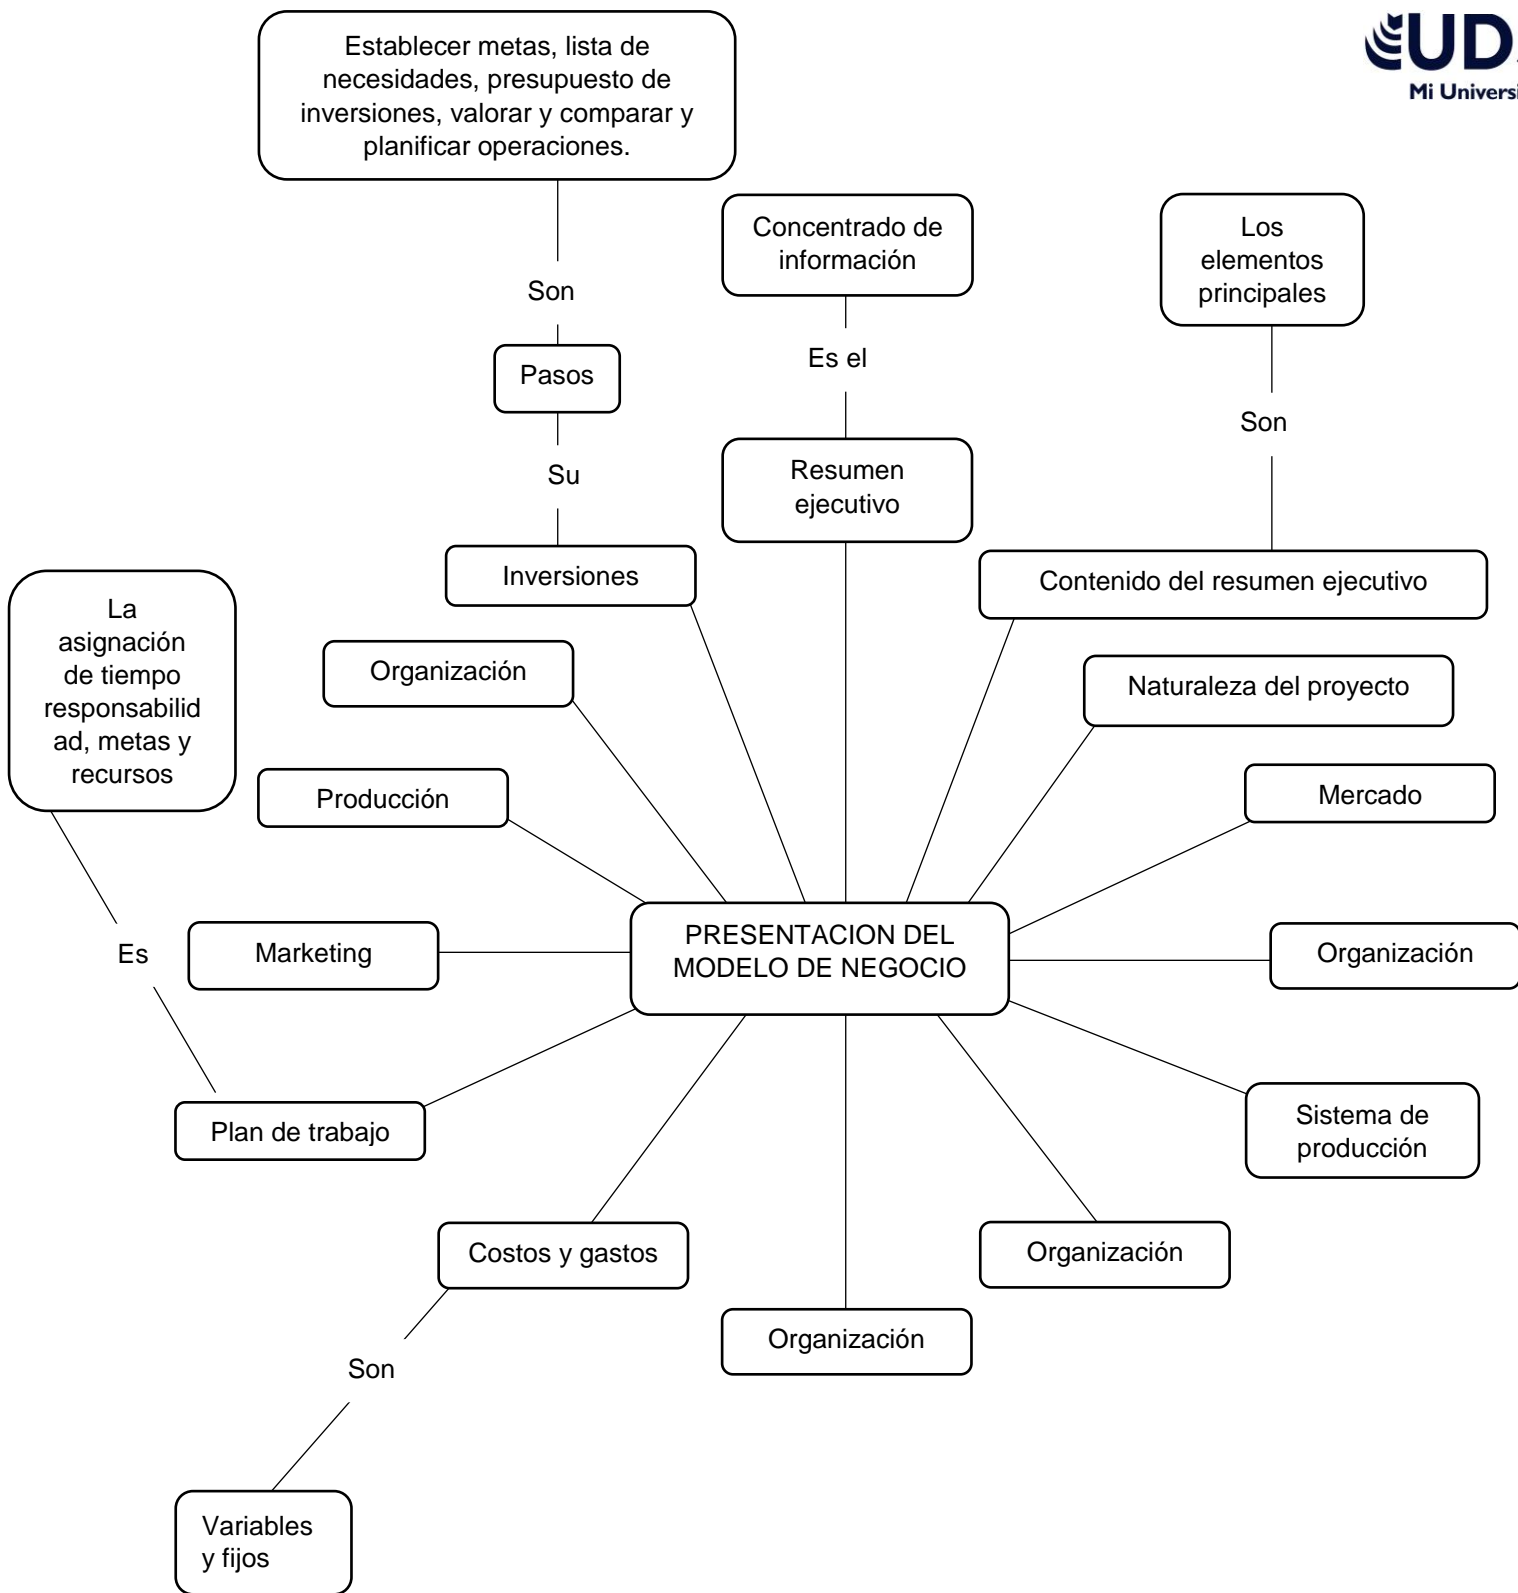 Establecer metas, lista de
necesidades, presupuesto de
inversiones, valorar y comparar y
planificar operaciones.
UD
Mi Universi
Concentrado de
información
Los
elementos
principales
Son
Es el
Pasos
Son
Su
Resumen
ejecutivo
Inversiones
Contenido del resumen ejecutivo
La
asignación
de tiempo
responsabilid
ad, metas y
recursos
Organización
Naturaleza del proyecto
Producción
Mercado
Es
Marketing
PRESENTACION DEL
MODELO DE NEGOCIO
Organización
Plan de trabajo
Sistema de
producción
Costos y gastos
Organización
Organización
Son
Variables
y fijos